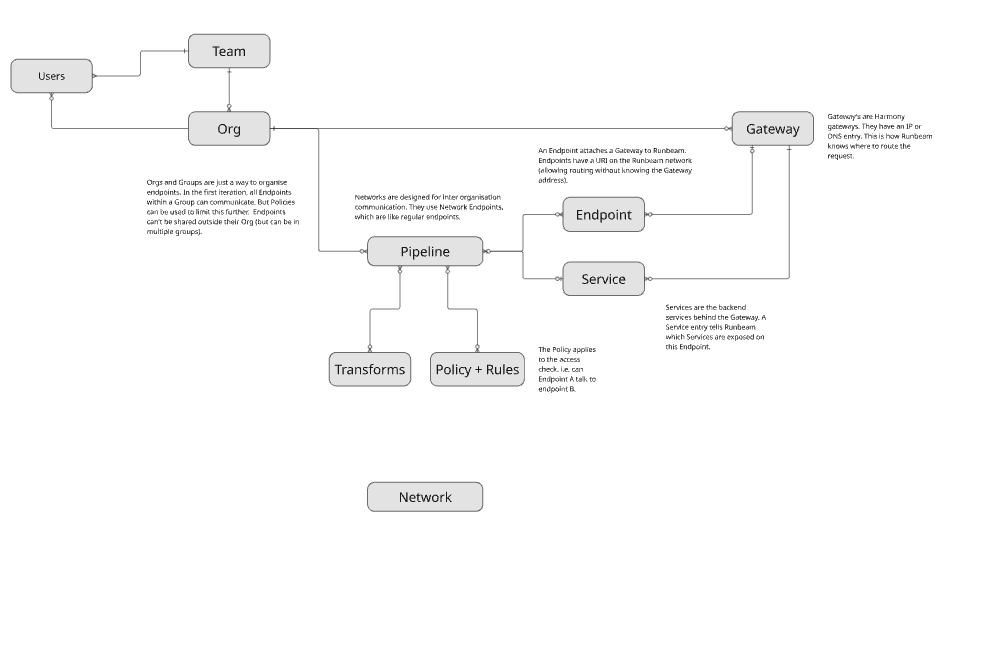 Team
Users
Org
Gateway
Gateway's are Harmony
gateways. They have an IP or
DNS entry. This is how Runbeam
knows where to route the
request.
An Endpoint attaches a Gateway to Runbeam.
Endpoints have a URI on the Runbeam network
(allowing routing without knowing the Gateway
address).
Orgs and Groups are just a way to organise
endpoints. In the first iteration, all Endpoints
within a Group can communicate. But Policies
can be used to limit this further. Endpoints
can't be shared outside their Org (but can be in
multiple groups).
Networks are designed for inter organisation
communication. They use Network Endpoints,
which are like regular endpoints.
Endpoint
Pipeline
Service
Services are the backend
services behind the Gateway. A
Service entry tells Runbeam
which Services are exposed on
this Endpoint.
The Policy applies
to the access
check. i.e. can
Endpoint A talk to
endpoint B.
Transforms
Policy + Rules
Network